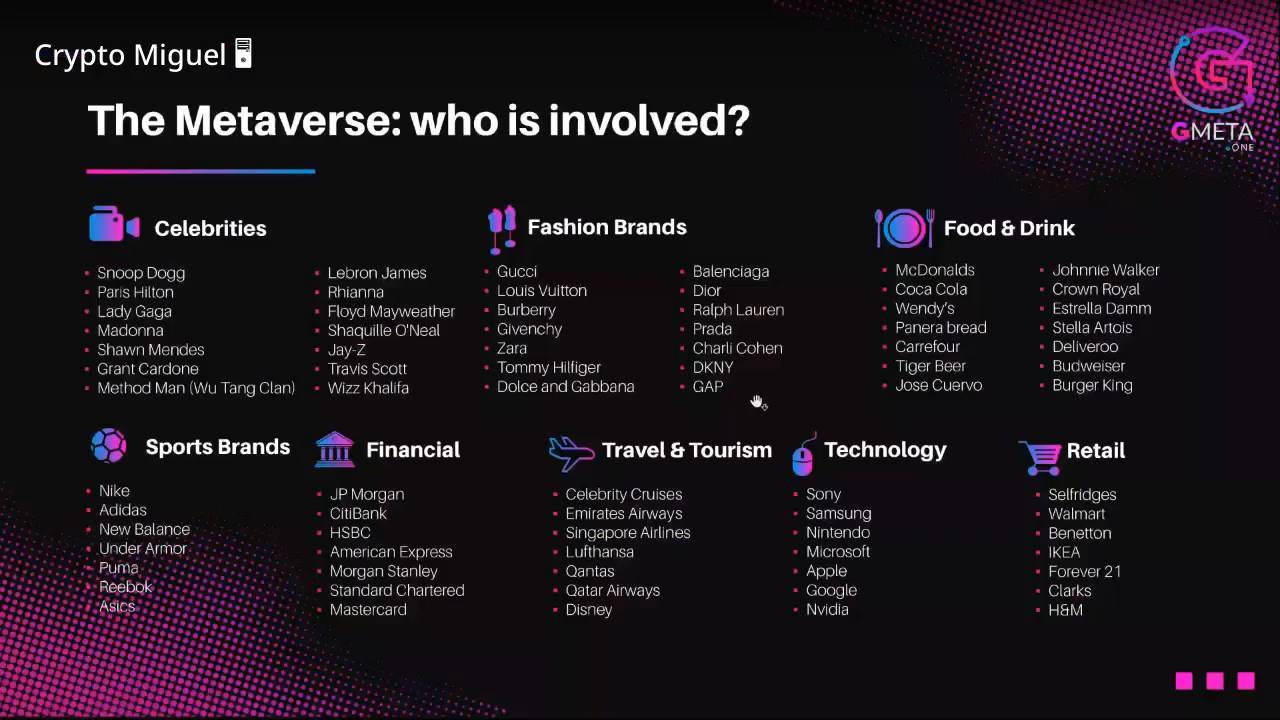 Crypto Miguel
GMETA
.ONE
The Metaverse: who is involved?
Celebrities
Snoop Dogg
Paris Hilton
Lady Gaga
Madonna
Shawn Mendes
Grant Cardone
Method Man (Wu Tang Clan)
Lebron James
Rhianna
Floyd Mayweather
Shaquille O'Neal
Jay-Z
Travis Scott
Wizz Khalifa
Fashion Brands
Gucci
Louis Vuitton
Burberry
Givenchy
Zara
Tommy Hilfiger
Dolce and Gabbana
Balenciaga
Dior
Ralph Lauren
Prada
Charli Cohen
DKNY
GAP
Food & Drink
McDonalds
Coca Cola
Wendy's
Panera bread
Carrefour
Tiger Beer
Jose Cuervo
Johnnie Walker
Crown Royal
Estrella Damm
Stella Artois
Deliveroo
Budweiser
Burger King
Sports Brands
Nike
Adidas
New Balance
Under Armor
Puma
Reebok
Asics
Financial
JP Morgan
CitiBank
HSBC
American Express
Morgan Stanley
Standard Chartered
Mastercard
Travel & Tourism
Celebrity Cruises
Emirates Airways
Singapore Airlines
Lufthansa
Qantas
Qatar Airways
Disney
Technology
Sony
Samsung
Nintendo
Microsoft
Apple
Google
Nvidia
Retail
Selfridges
Walmart
Benetton
IKEA
Forever 21
Clarks
H&M